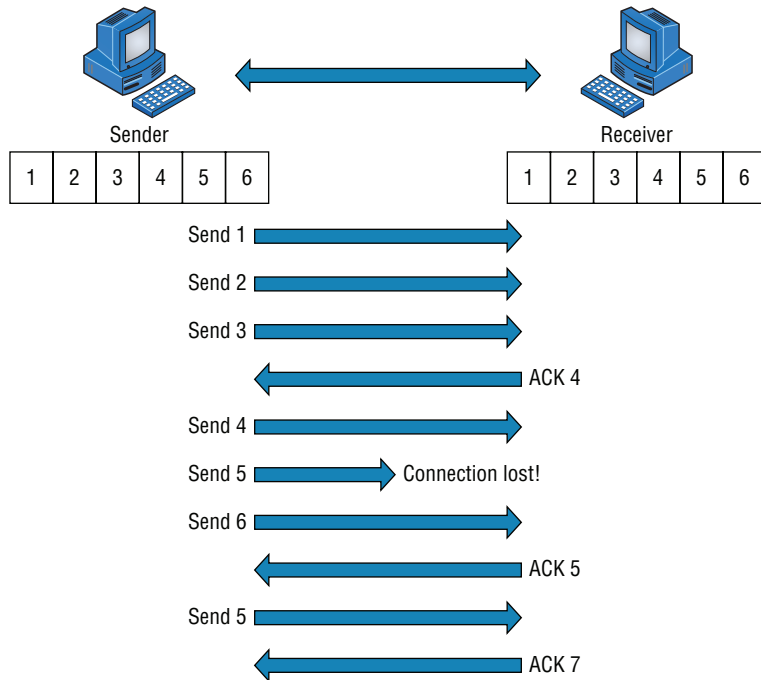 Sender Receiver
1 2 3 4 5 6 1 2 3 4 5 6
Send 1
Send 2
Send 3
ACK 4
Send 4
Send 5 Connection lost!
Send 6
ACK 5
Send 5
ACK 7